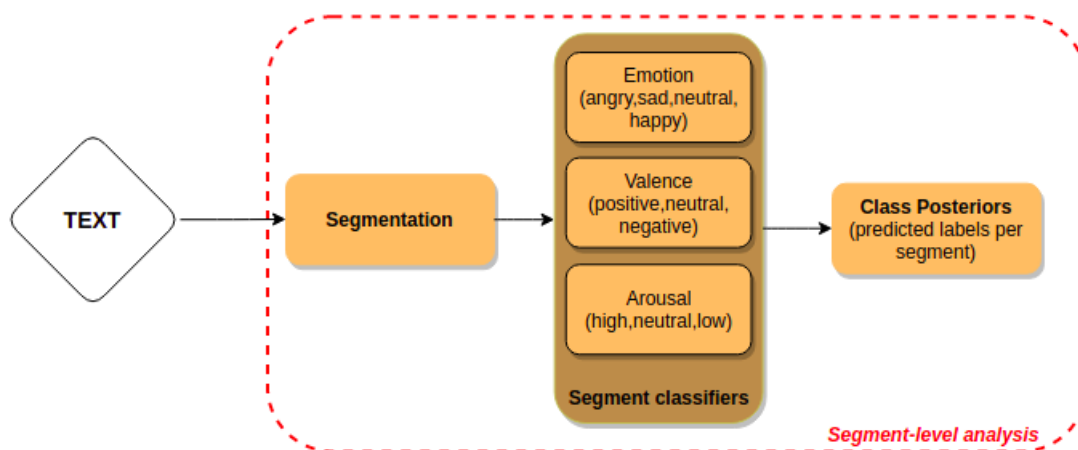 TEXT
Segmentation
Emotion
(angry,sad,neutral,
happy)
Valence
(positive,neutral,
negative)
Arousal
(high,neutral,low)
Segment classifiers
Class Posteriors
(predicted labels per
segment)
Segment-level analysis